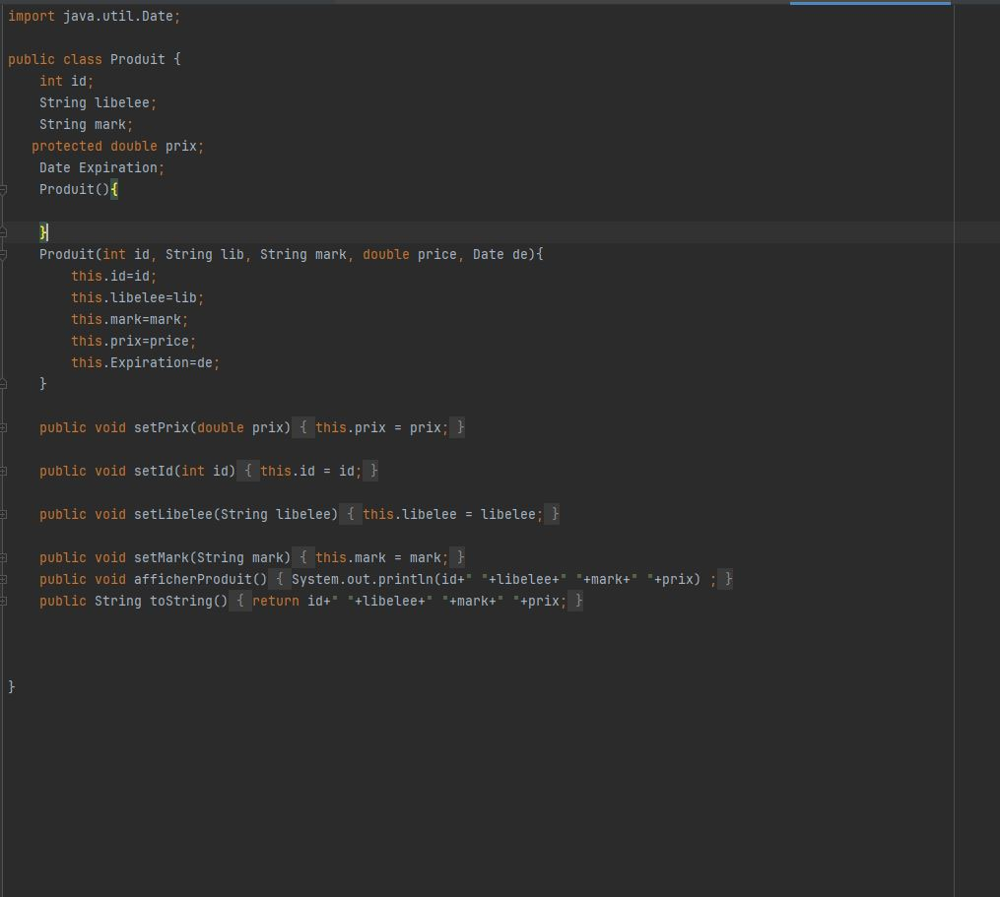 import java.util.Date;
public class Produit {
int id;
String libelee;
String mark;
protected double prix;
Date Expiration;
Produit(){
}
Produit(int id, String lib, String mark, double price, Date de){
this.id=id;
this.libelee=lib;
this.mark=mark;
this.prix=price;
this.Expiration=de;
}
public void setPrix(double prix) { this.prix = prix; }
public void setId(int id) { this.id = id; }
public void setLibelee(String libelee) { this.libelee = libelee; }
public void setMark(String mark) { this.mark = mark; }
public void afficherProduit() { System.out.println(id+" "+libelee+" "+mark+" "+prix) ; }
public String toString() { return id+" "+libelee+" "+mark+" "+prix; }
}